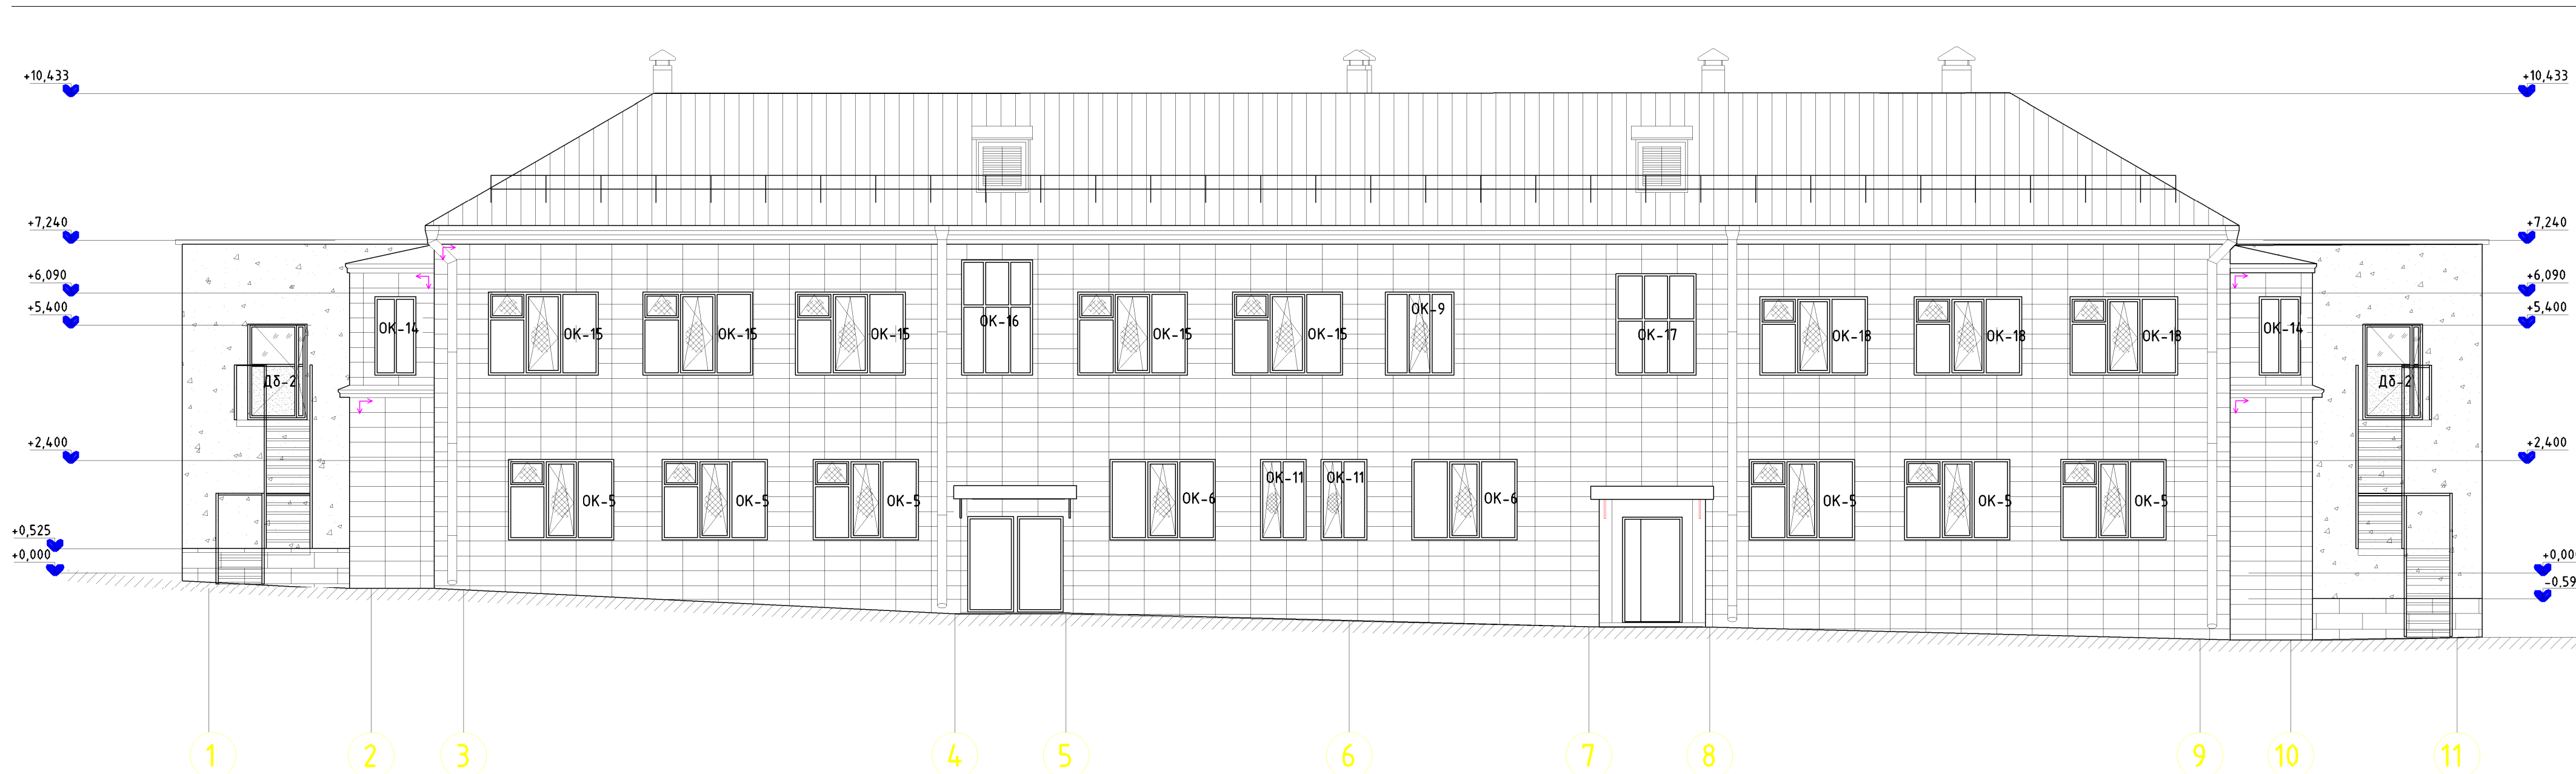 +10,433
+10,433
+7,240
+7,240
+6,090
+6,090
+5,400
+5,400
ОК-14
ОК-15
ОК-15
ОК-15
ОК-16
ОК-15
ОК-15
ОК-9
ОК-17
ОК-18
ОК-18
ОК-18
ОК-14
Дб-2
Дб-2
+2,400
+2,400
ОК-5
ОК-5
ОК-5
ОК-6
ОК-11
ОК-11
ОК-6
ОК-5
ОК-5
ОК-5
+0,525
+0,000
+0,00
-0,59
1
2
3
4
5
6
7
8
9
10
11